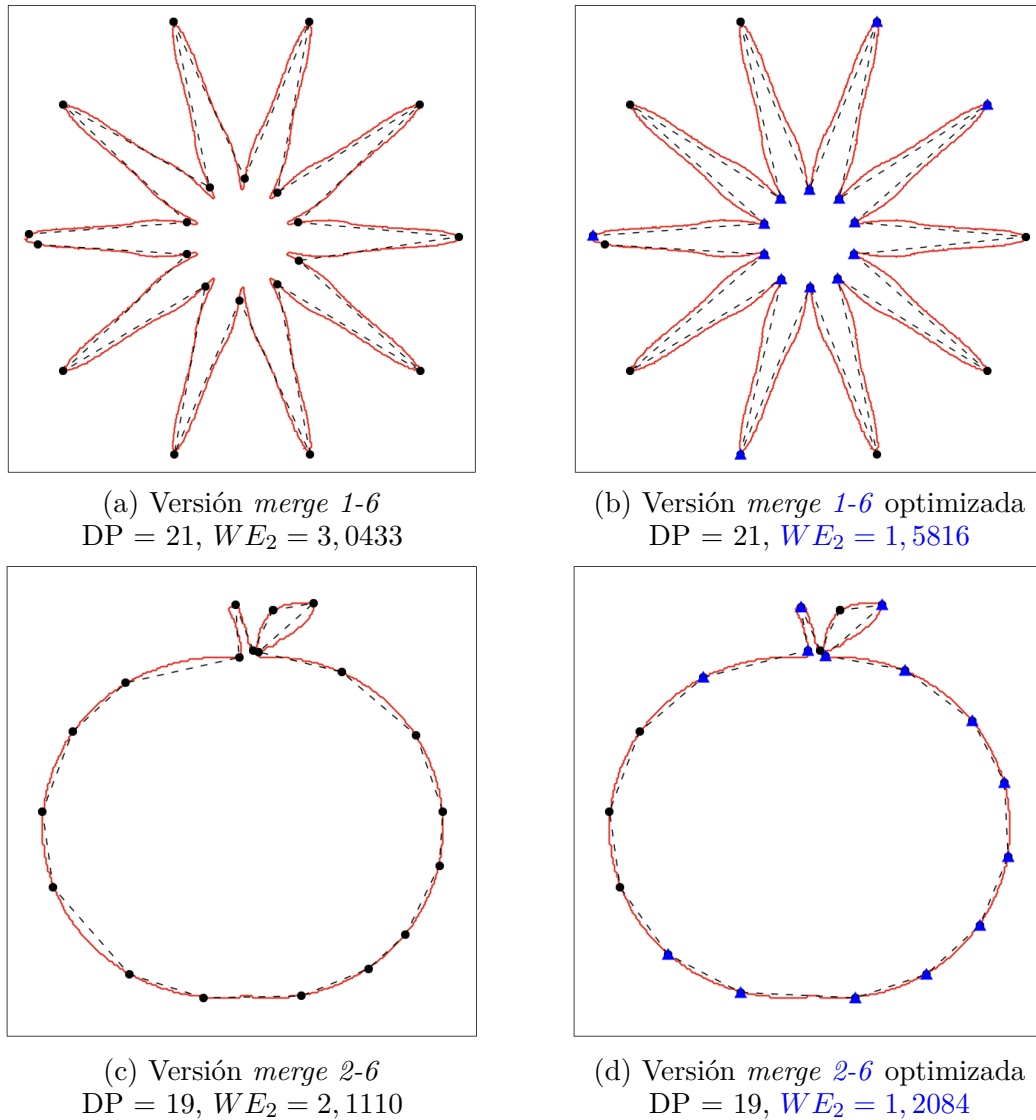 (a) Versión merge 1-6
DP = 21, WE₂ = 3,0433
(b) Versión merge 1-6 optimizada
DP = 21, WE₂ = 1,5816
(c) Versión merge 2-6
DP = 19, WE₂ = 2,1110
(d) Versión merge 2-6 optimizada
DP = 19, WE₂ = 1,2084